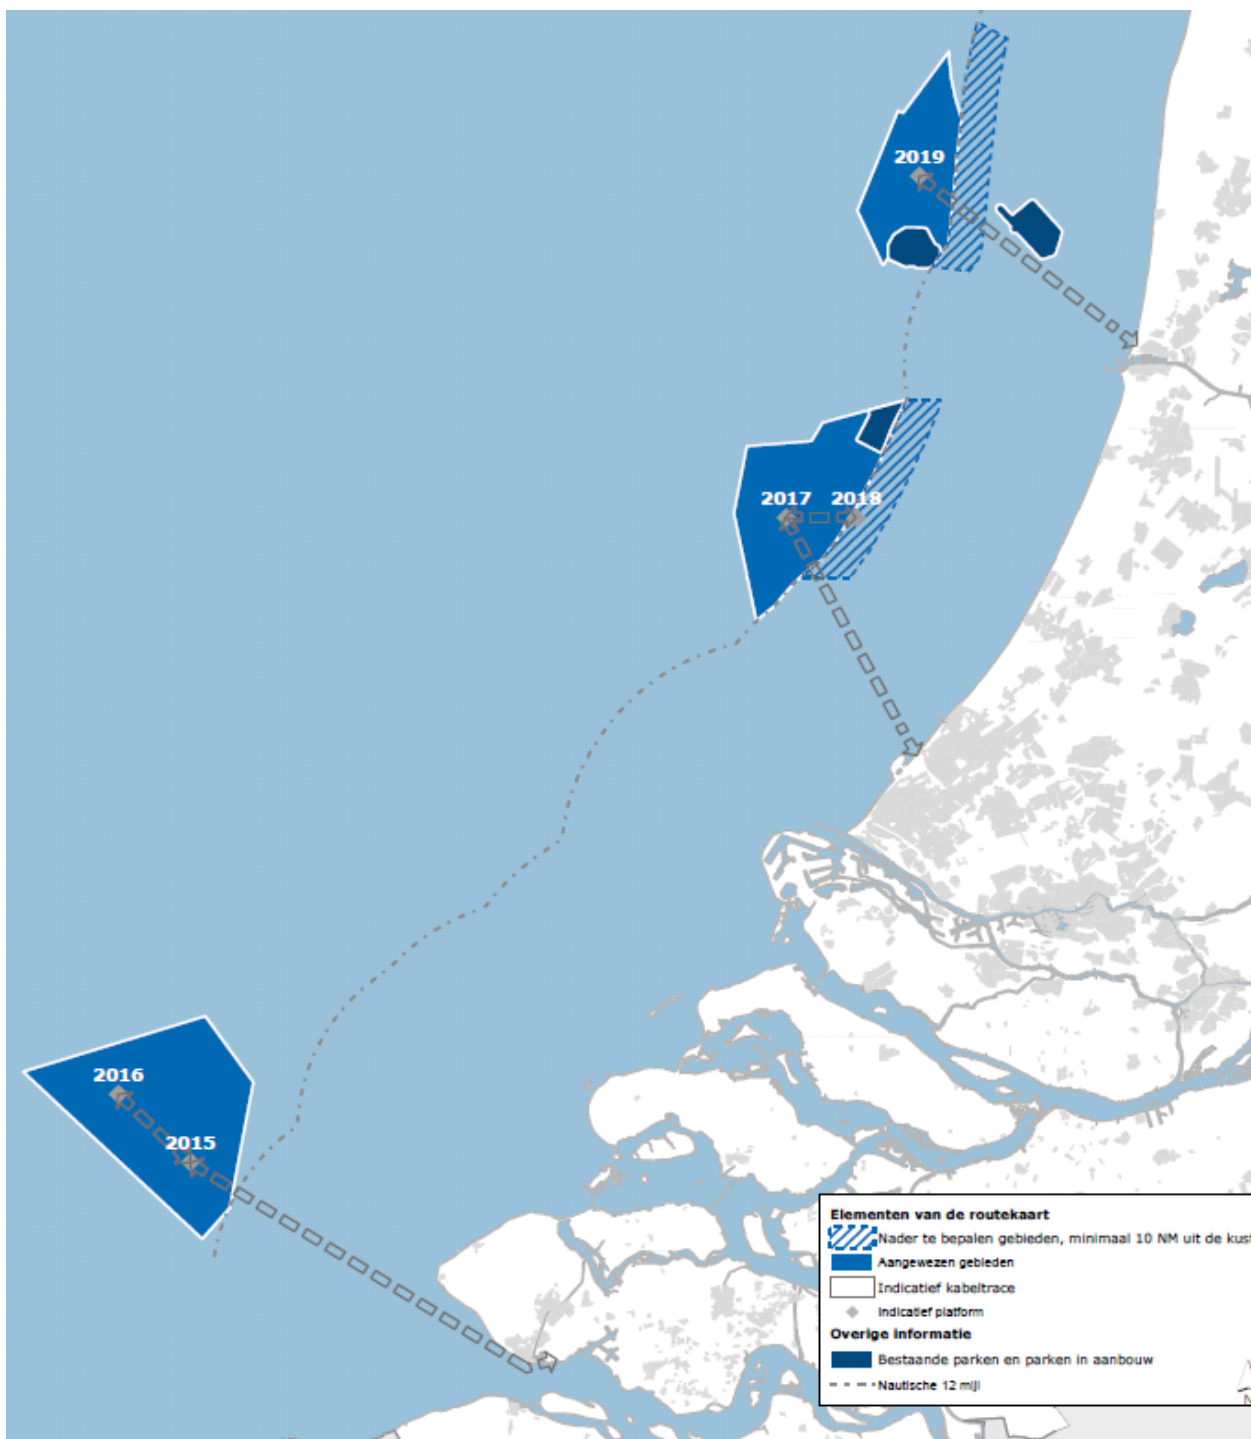 2019
2017
2018
2016
2015
Elementen van de routekaart
Nader te bepalen gebieden, minimaal 10 NM uit de kust
Aangewezen gebieden
Indicatief kabeltrace
Indicatief platform
Overige informatie
Bestaande parken en parken in aanbouw
Nautische 12 mijl